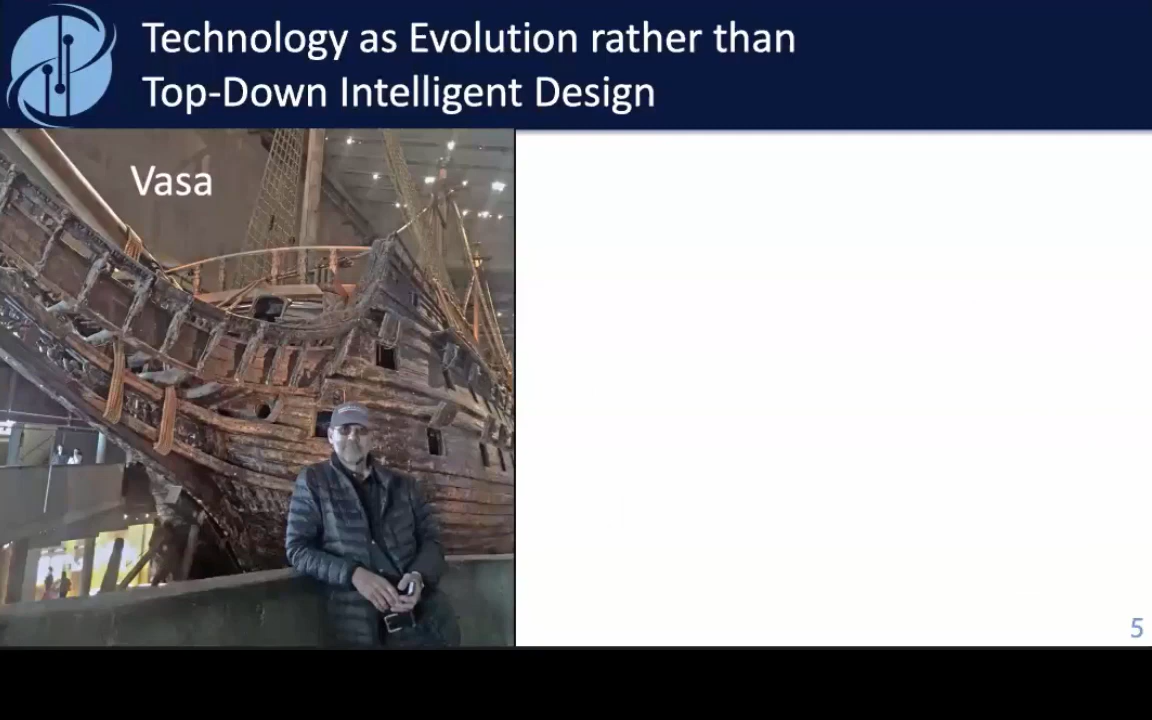 Technology as Evolution rather than
Top-Down Intelligent Design
Vasa
5